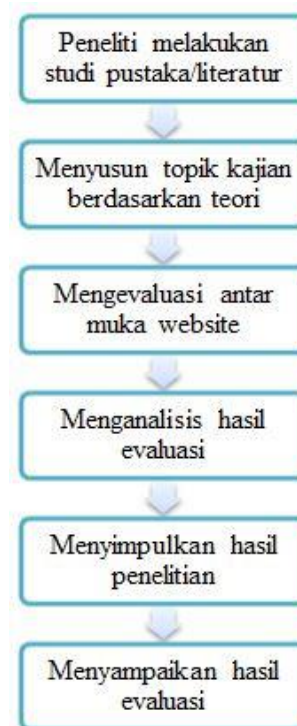 Peneliti melakukan
studi pustaka/literatur
Menyusun topik kajian
berdasarkan teori
Mengevaluasi antar
muka website
Menganalisis hasil
evaluasi
Menyimpulkan hasil
penelitian
Menyampaikan hasil
evaluasi